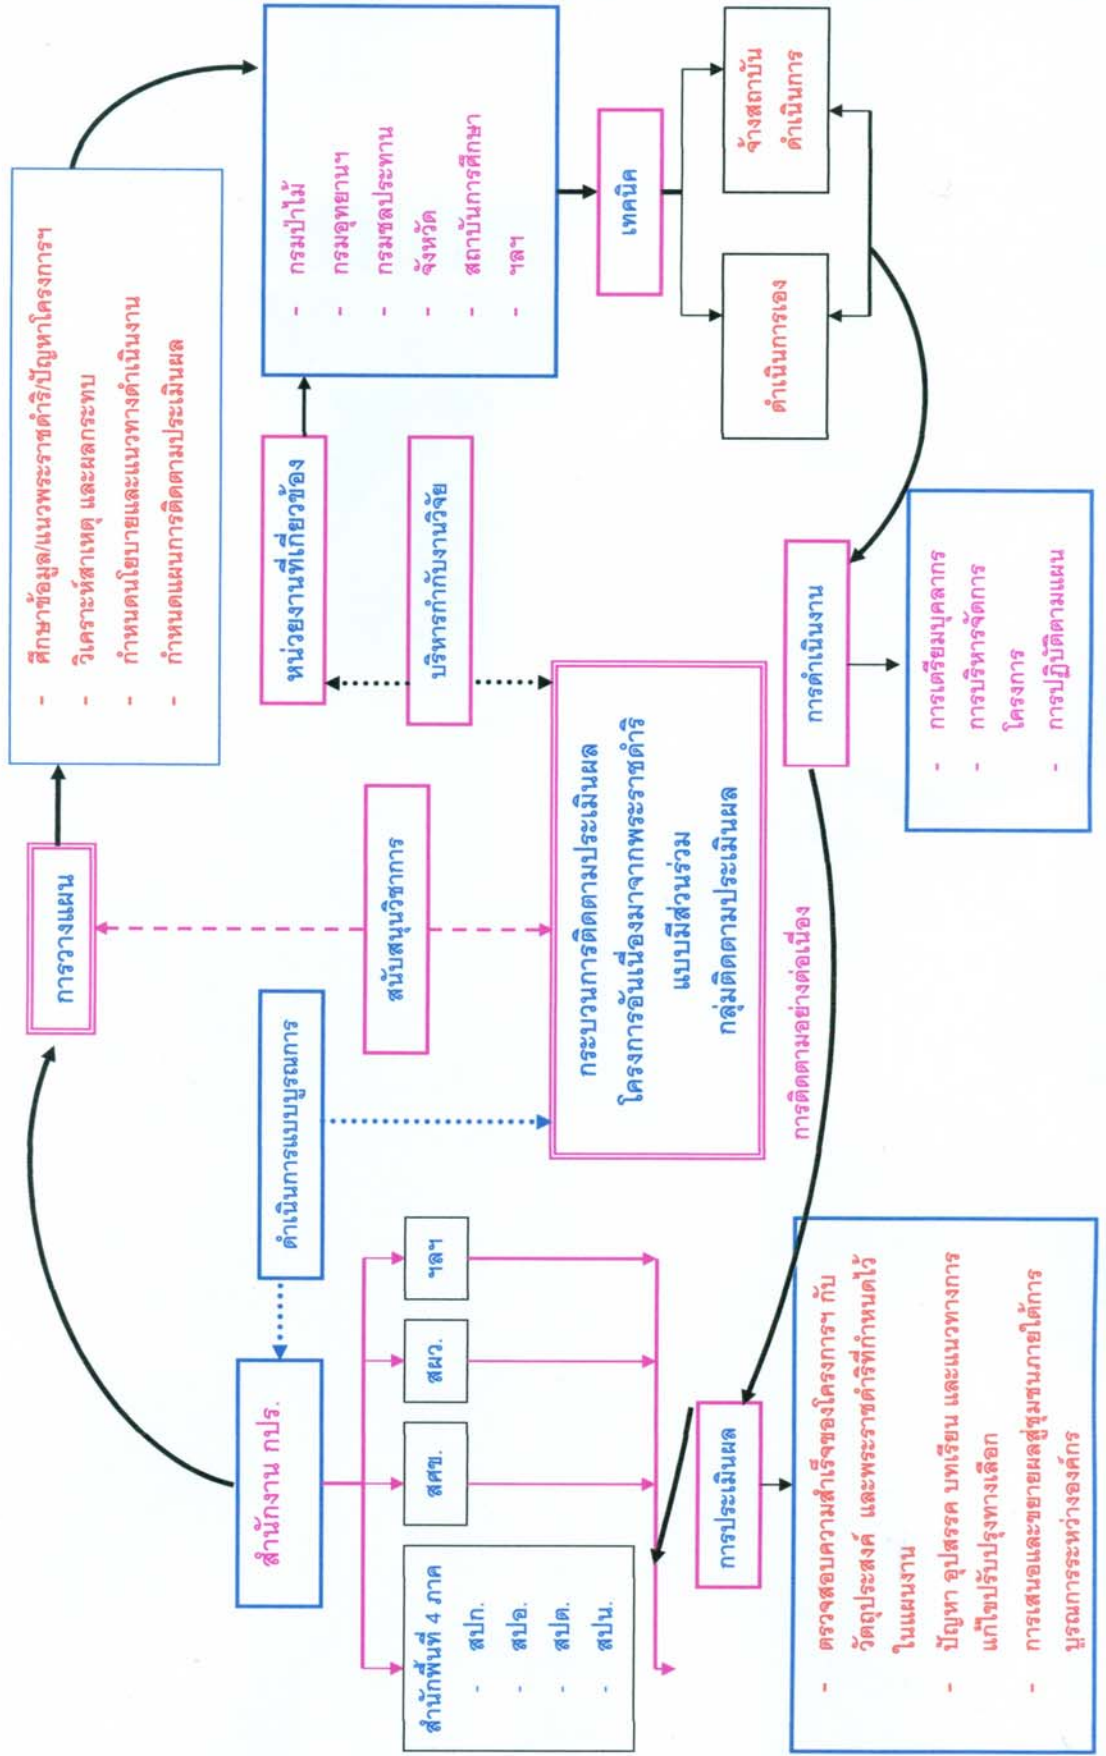 การวางแผน
- ศึกษาข้อมูล/แนวพระราชดำริ/ปัญหาโครงการฯ
- วิเคราะห์สาเหตุ และผลกระทบ
- กำหนดนโยบายและแนวทางดำเนินงาน
- กำหนดแผนการติดตามประเมินผล
สำนักงาน กปร.
ดำเนินการแบบบูรณการ
สนับสนุนวิชาการ
หน่วยงานที่เกี่ยวข้อง
บริหารกำกับงานวิจัย
- กรมป่าไม้
- กรมอุทยานฯ
- กรมชลประทาน
- จังหวัด
- สถาบันการศึกษา
- ฯลฯ
สำนักพื้นที่ 4 ภาค
- สปก.
- สปอ.
- สปต.
- สปน.
สศข.
สผว.
ฯลฯ
กระบวนการติดตามประเมินผล
โครงการอันเนื่องมาจากพระราชดำริ
แบบมีส่วนร่วม
กลุ่มติดตามประเมินผล
เทคนิค
ดำเนินการเอง
จ้างสถาบัน
ดำเนินการ
การประเมินผล
การติดตามอย่างต่อเนื่อง
การดำเนินงาน
- ตรวจสอบความสำเร็จของโครงการฯ กับ
วัตถุประสงค์ และพระราชดำริที่กำหนดไว้
ในแผนงาน
- ปัญหา อุปสรรค บทเรียน และแนวทางการ
แก้ไขปรับปรุงทางเลือก
- การเสนอและขยายผลสู่ชุมชนภายใต้การ
บูรณการระหว่างองค์กร
- การเตรียมบุคลากร
- การบริหารจัดการ
โครงการ
- การปฏิบัติตามแผน